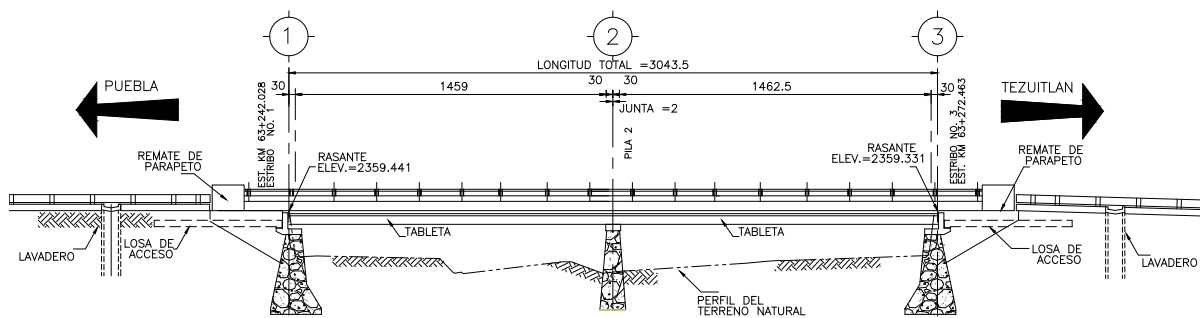 1
2
3
LONGITUD TOTAL =3043.5
30
1459
30
30
1462.5
30
JUNTA =2
PUEBLA
TEZUITLAN
EST. KM 63+242.028
ESTRIBO NO. 1
PILA 2
ESTRIBO NO. 3
EST. KM 63+272.463
REMATE DE
PARAPETO
RASANTE
ELEV.=2359.441
RASANTE
ELEV.=2359.331
REMATE DE
PARAPETO
TABLETA
TABLETA
LAVADERO
LOSA DE
ACCESO
LOSA DE
ACCESO
LAVADERO
PERFIL DEL
TERRENO NATURAL